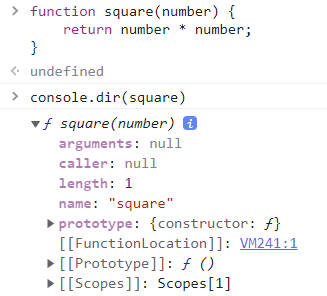 function square(number) {
    return number * number;
}
undefined
console.dir(square)
ƒ square(number) i
arguments: null
caller: null
length: 1
name: "square"
prototype: {constructor: ƒ}
[[FunctionLocation]]: VM241:1
[[Prototype]]: ƒ ()
[[Scopes]]: Scopes[1]